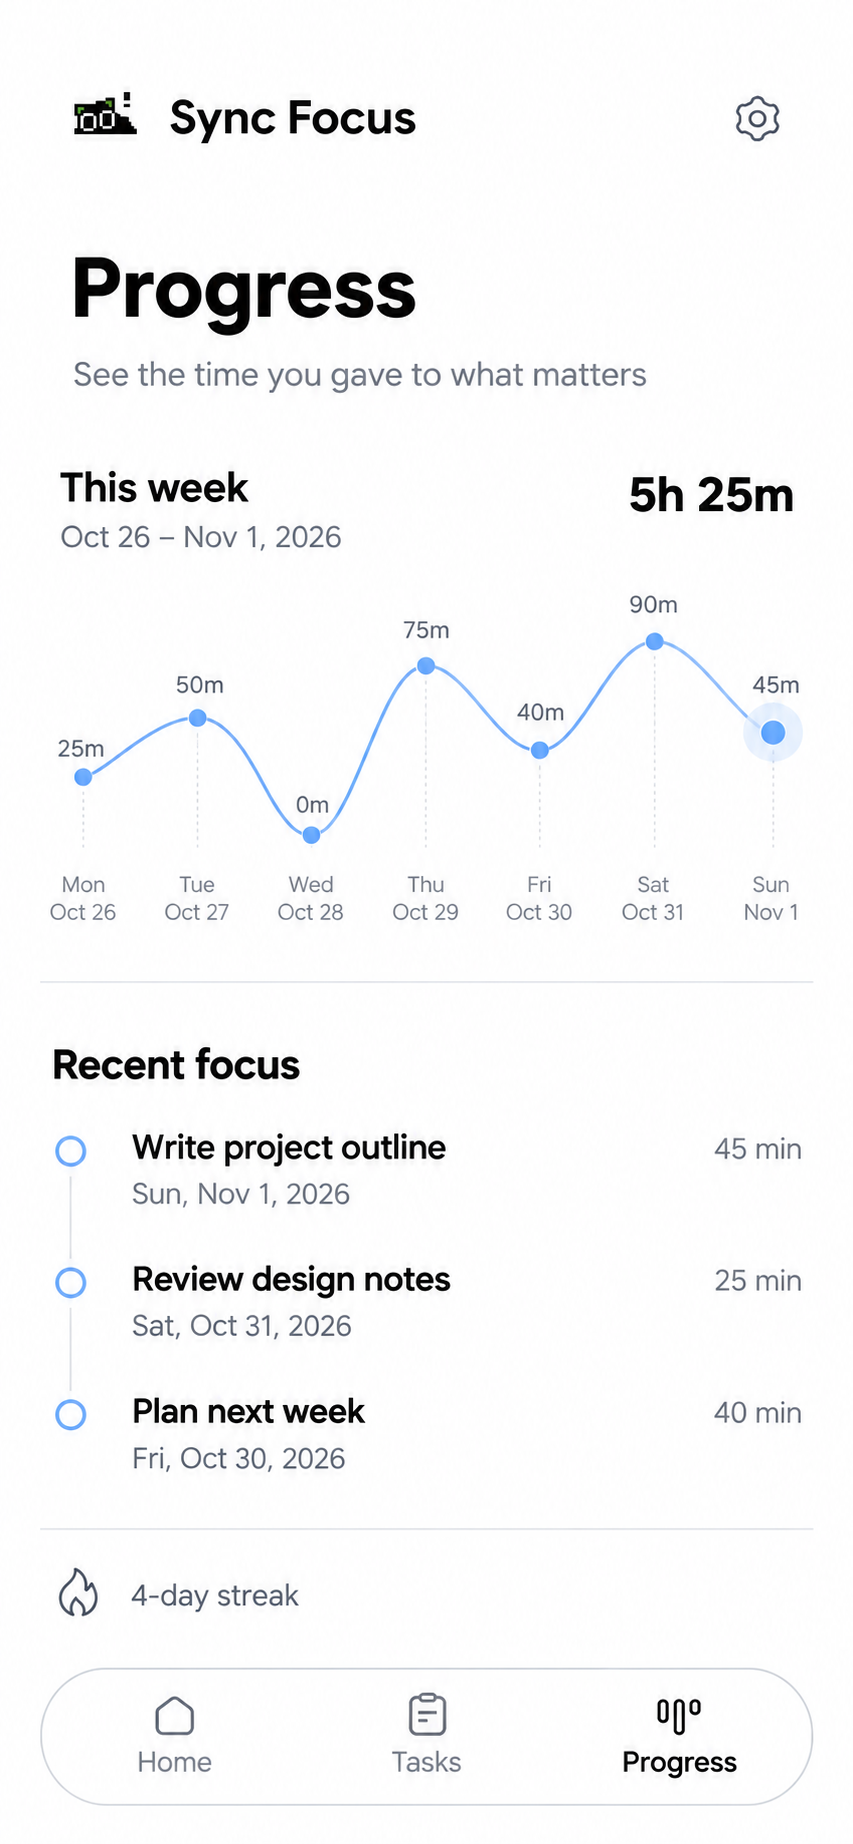 Sync Focus
Progress
See the time you gave to what matters
This week
5h 25m
Oct 26 – Nov 1, 2026
25m
50m
0m
75m
40m
90m
45m
Mon
Oct 26
Tue
Oct 27
Wed
Oct 28
Thu
Oct 29
Fri
Oct 30
Sat
Oct 31
Sun
Nov 1
Recent focus
Write project outline
45 min
Sun, Nov 1, 2026
Review design notes
25 min
Sat, Oct 31, 2026
Plan next week
40 min
Fri, Oct 30, 2026
4-day streak
Home
Tasks
Progress